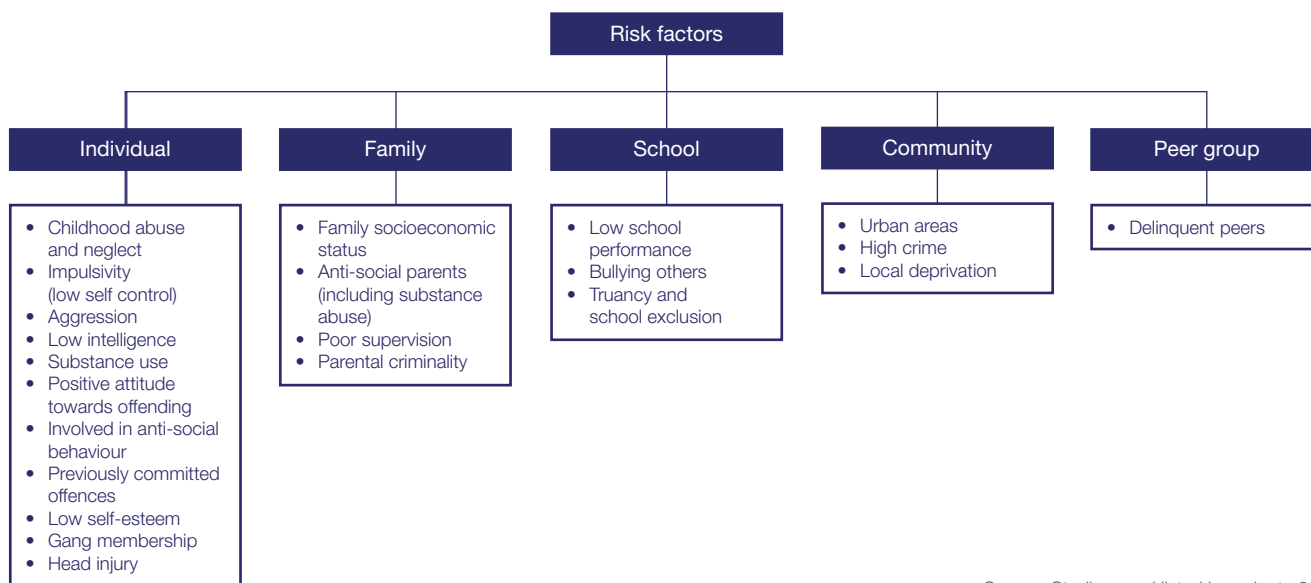 Risk factors
Individual
Family
School
Community
Peer group
• Childhood abuse
and neglect
• Impulsivity
(low self control)
• Aggression
• Low intelligence
• Substance use
• Positive attitude
towards offending
• Involved in anti-social
behaviour
• Previously committed
offences
• Low self-esteem
• Gang membership
• Head injury
• Family socioeconomic
status
• Anti-social parents
(including substance
abuse)
• Poor supervision
• Parental criminality
• Low school
performance
• Bullying others
• Truancy and
school exclusion
• Urban areas
• High crime
• Local deprivation
• Delinquent peers